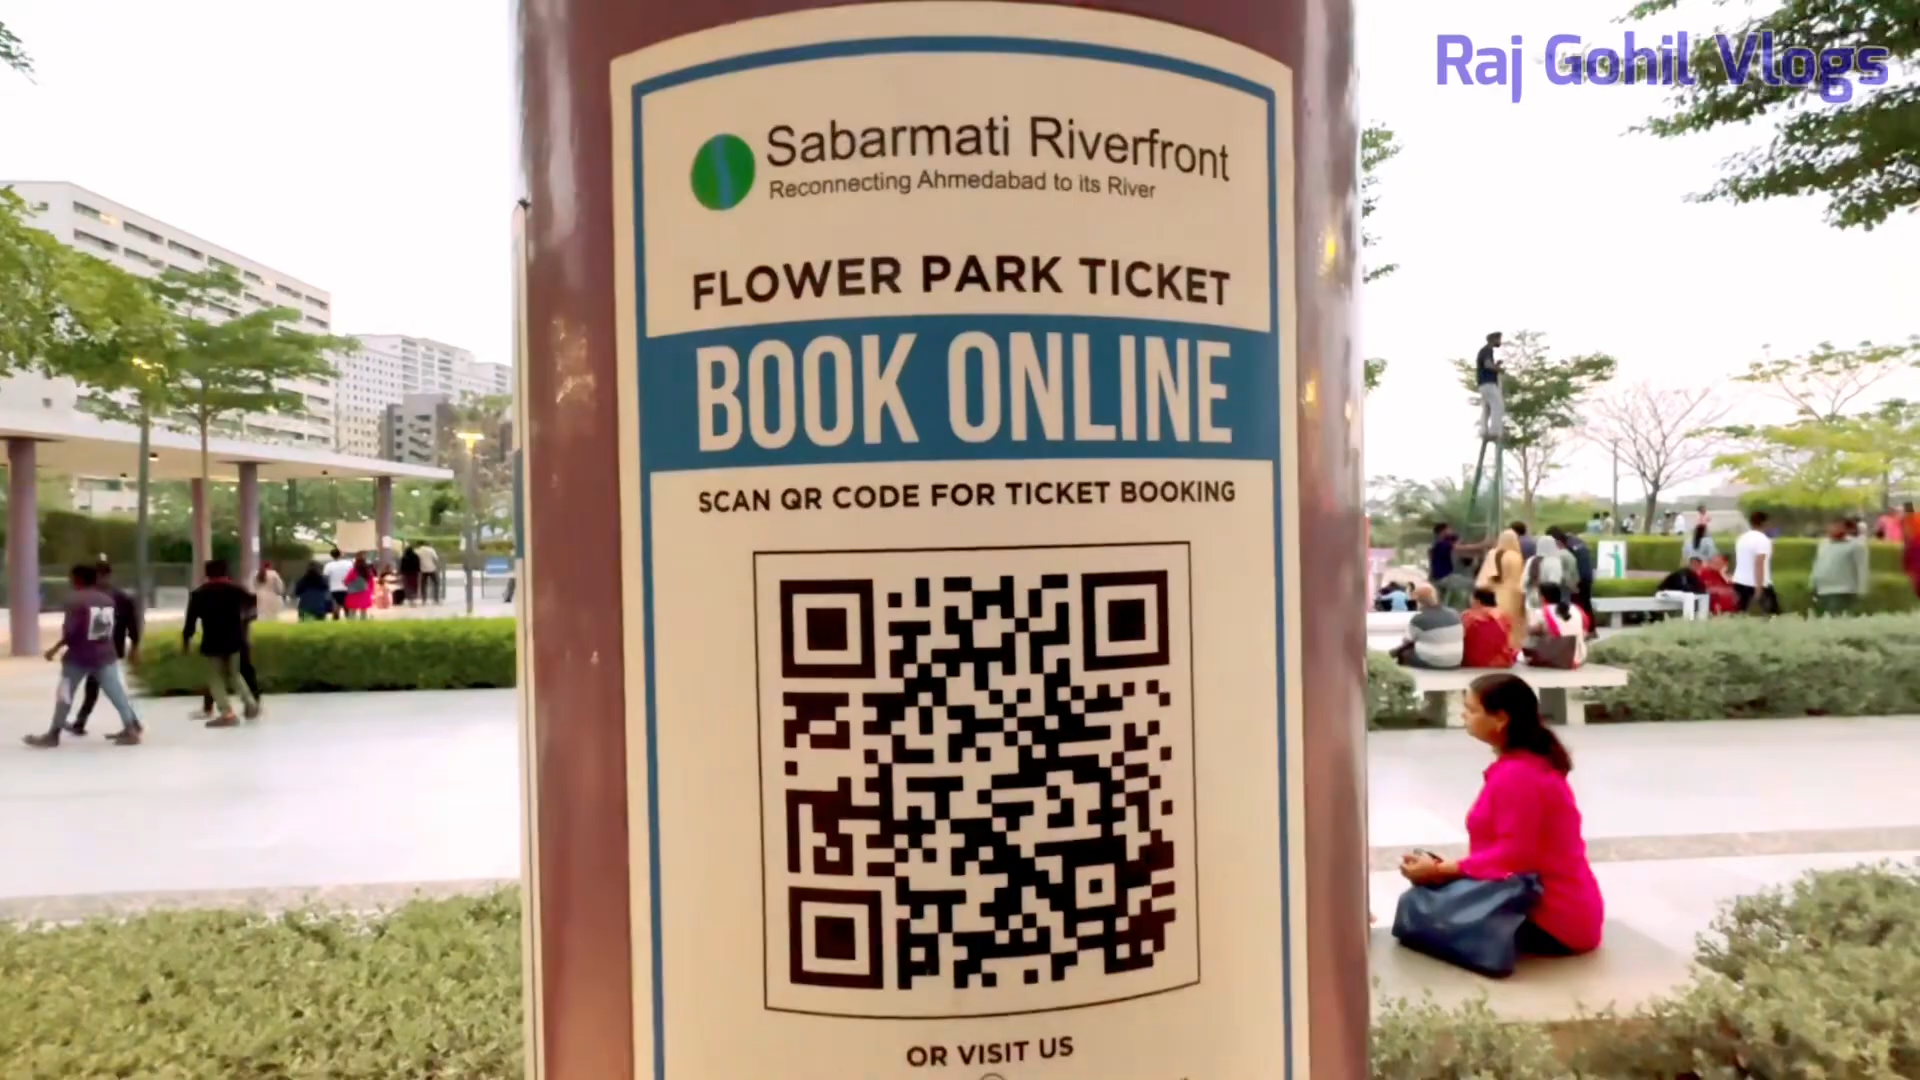 Raj Gohil Vlogs
Sabarmati Riverfront
Reconnecting Ahmedabad to its River
FLOWER PARK TICKET
BOOK ONLINE
SCAN QR CODE FOR TICKET BOOKING
OR VISIT US